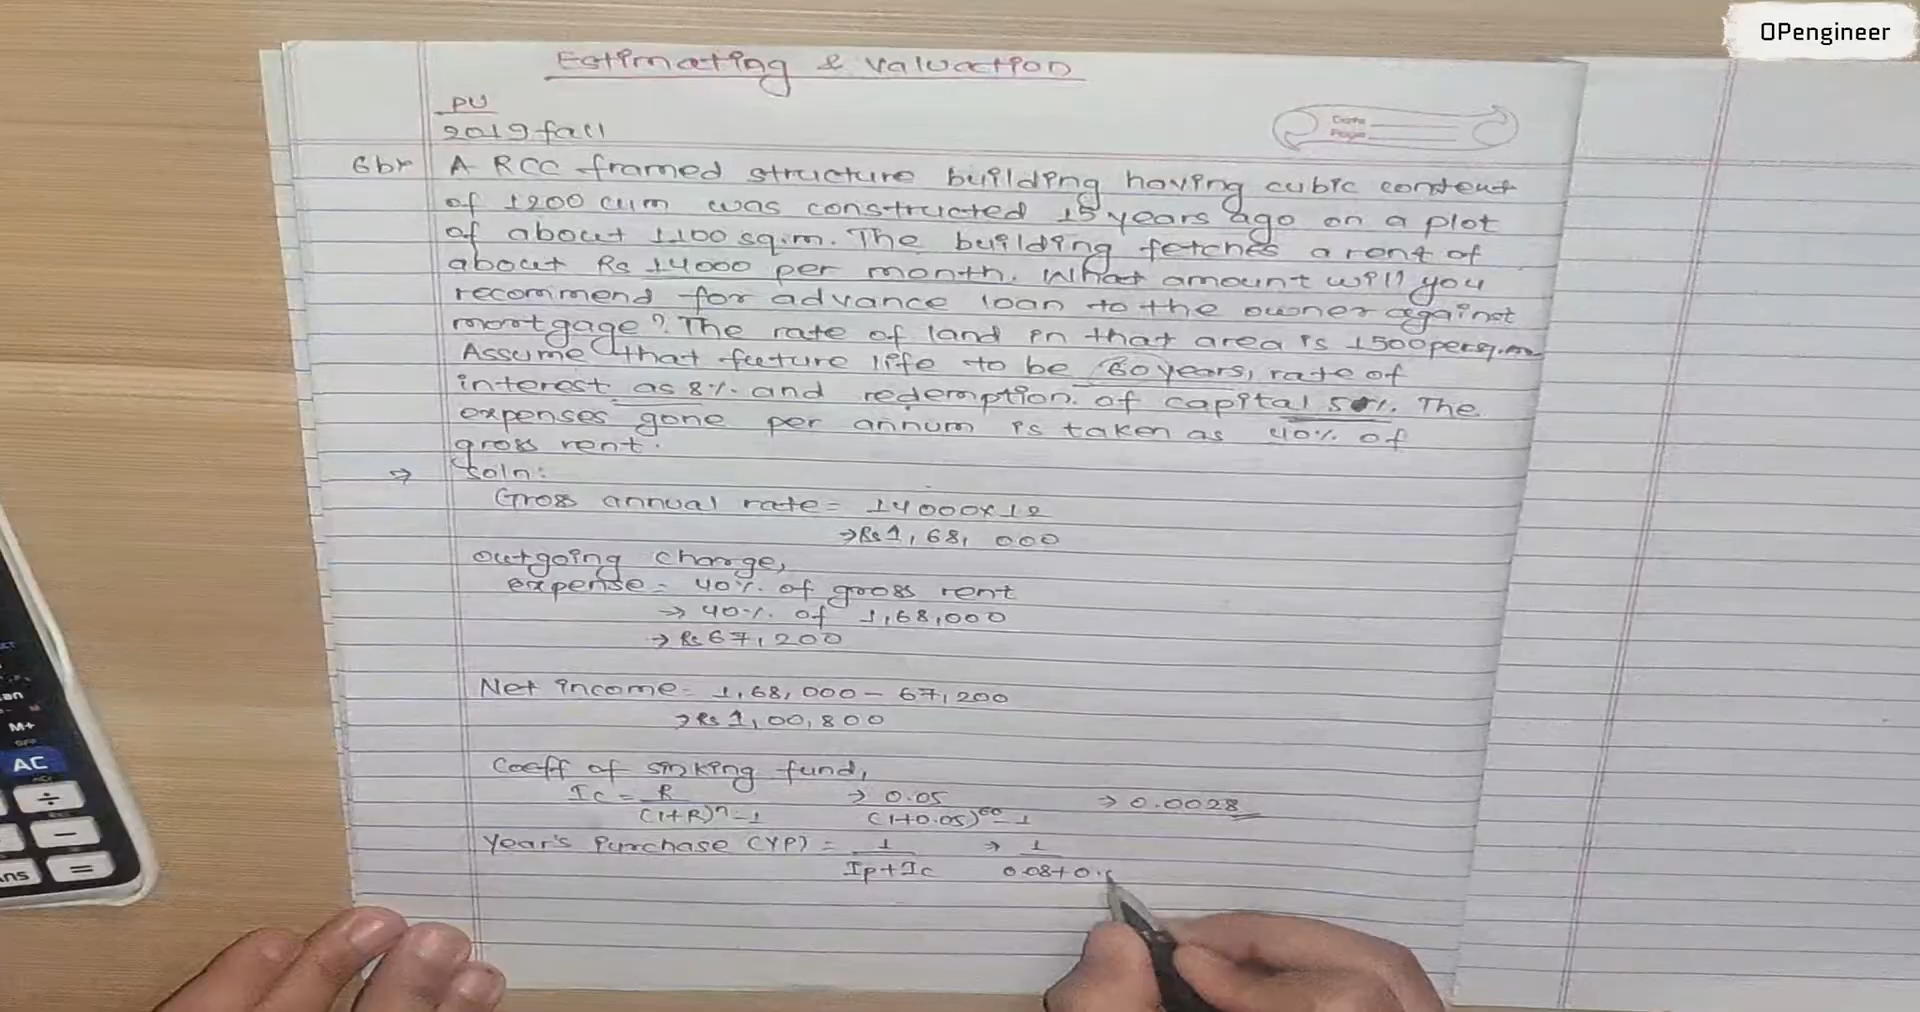 OPengineer
Estimating & Valuation
PU
2019 fall
Date
Page
6b) A RCC framed structure building having cubic content
of 1200 cum was constructed 15 years ago on a plot
of about 1100 sq.m. The building fetches a rent of
about Rs 14000 per month. What amount will you
recommend for advance loan to the owner against
mortgage? The rate of land in that area is 1500 per sq.m
Assume that future life to be 60 years, rate of
interest as 8% and redemption of capital 5%. The
expenses gone per annum is taken as 40% of
gross rent.
⇒ Soln:
Gross annual rate = 14000×12
→ Rs 1,68,000
outgoing charge,
expense = 40% of gross rent
→ 40% of 1,68,000
→ Rs 67,200
Net income = 1,68,000 - 67,200
→ Rs 1,00,800
Coeff of sinking fund,
Ic = R → 0.05 → 0.0028
(1+R)ⁿ-1 (1+0.05)⁶⁰-1
Year's Purchase (YP) = 1 → 1
Ip+Ic 0.08+0.
an
M+
OFF
AC
÷
−
ns =